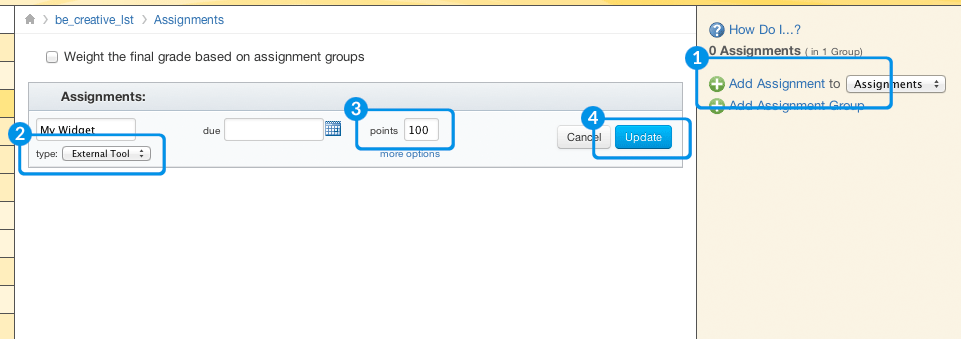 be_creative_lst
Assignments
Weight the final grade based on assignment groups
Assignments:
My Widget
due
3
points
100
4
Cancel
Update
2
type:
External Tool
more options
How Do I...?
0 Assignments ( in 1 Group)
1
Add Assignment to
Assignments
Add Assignment Group